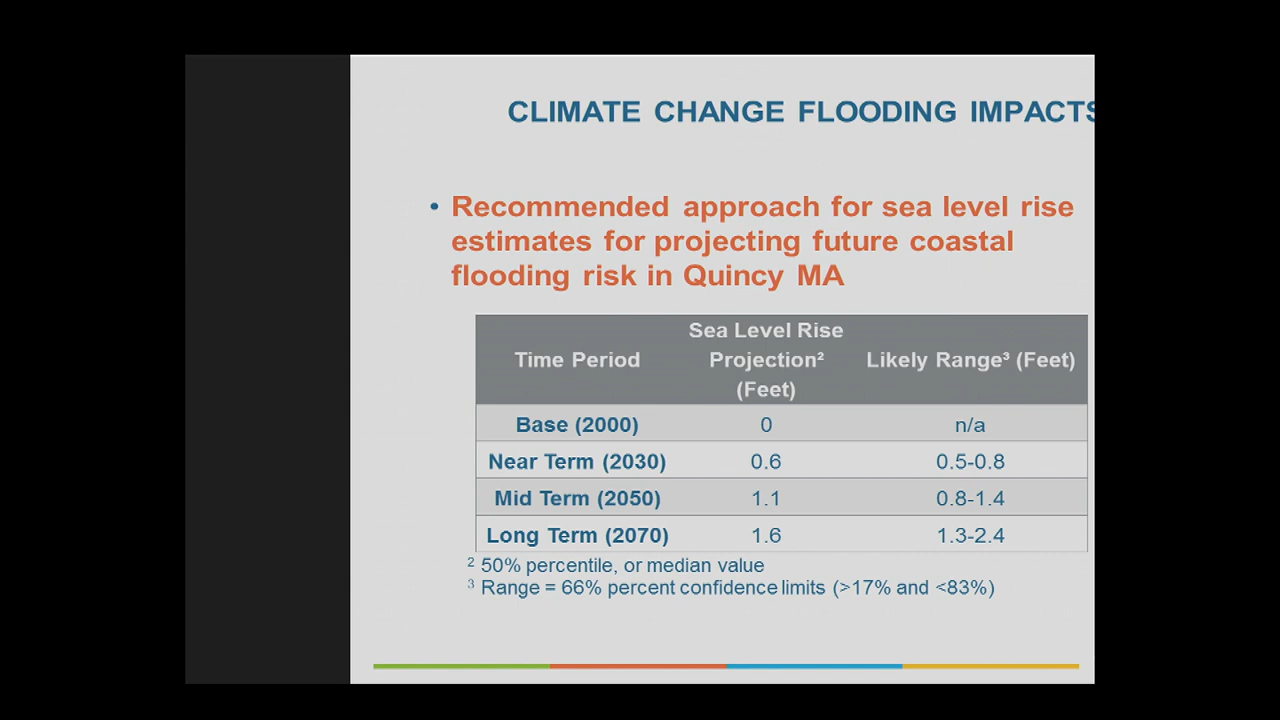 CLIMATE CHANGE FLOODING IMPACTS
• Recommended approach for sea level rise
estimates for projecting future coastal
flooding risk in Quincy MA
Time Period Sea Level Rise Projection² (Feet) Likely Range³ (Feet)
Base (2000) 0 n/a
Near Term (2030) 0.6 0.5-0.8
Mid Term (2050) 1.1 0.8-1.4
Long Term (2070) 1.6 1.3-2.4
² 50% percentile, or median value
³ Range = 66% percent confidence limits (>17% and <83%)